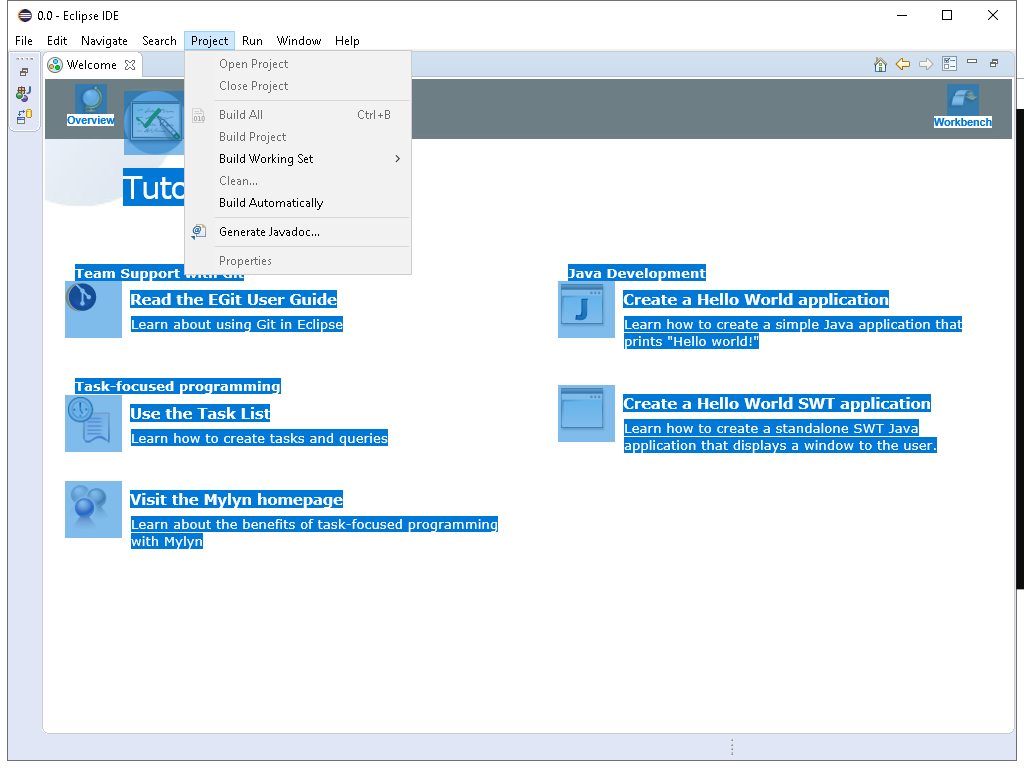 0.0 - Eclipse IDE
File Edit Navigate Search Project Run Window Help
Welcome
Open Project
Close Project
Build All Ctrl+B
Build Project
Build Working Set
Clean...
Build Automatically
Generate Javadoc...
Properties
Overview
Workbench
Team Support with Git
Read the EGit User Guide
Learn about using Git in Eclipse
Task-focused programming
Use the Task List
Learn how to create tasks and queries
Visit the Mylyn homepage
Learn about the benefits of task-focused programming
with Mylyn
Java Development
Create a Hello World application
Learn how to create a simple Java application that
prints "Hello world!"
Create a Hello World SWT application
Learn how to create a standalone SWT Java
application that displays a window to the user.